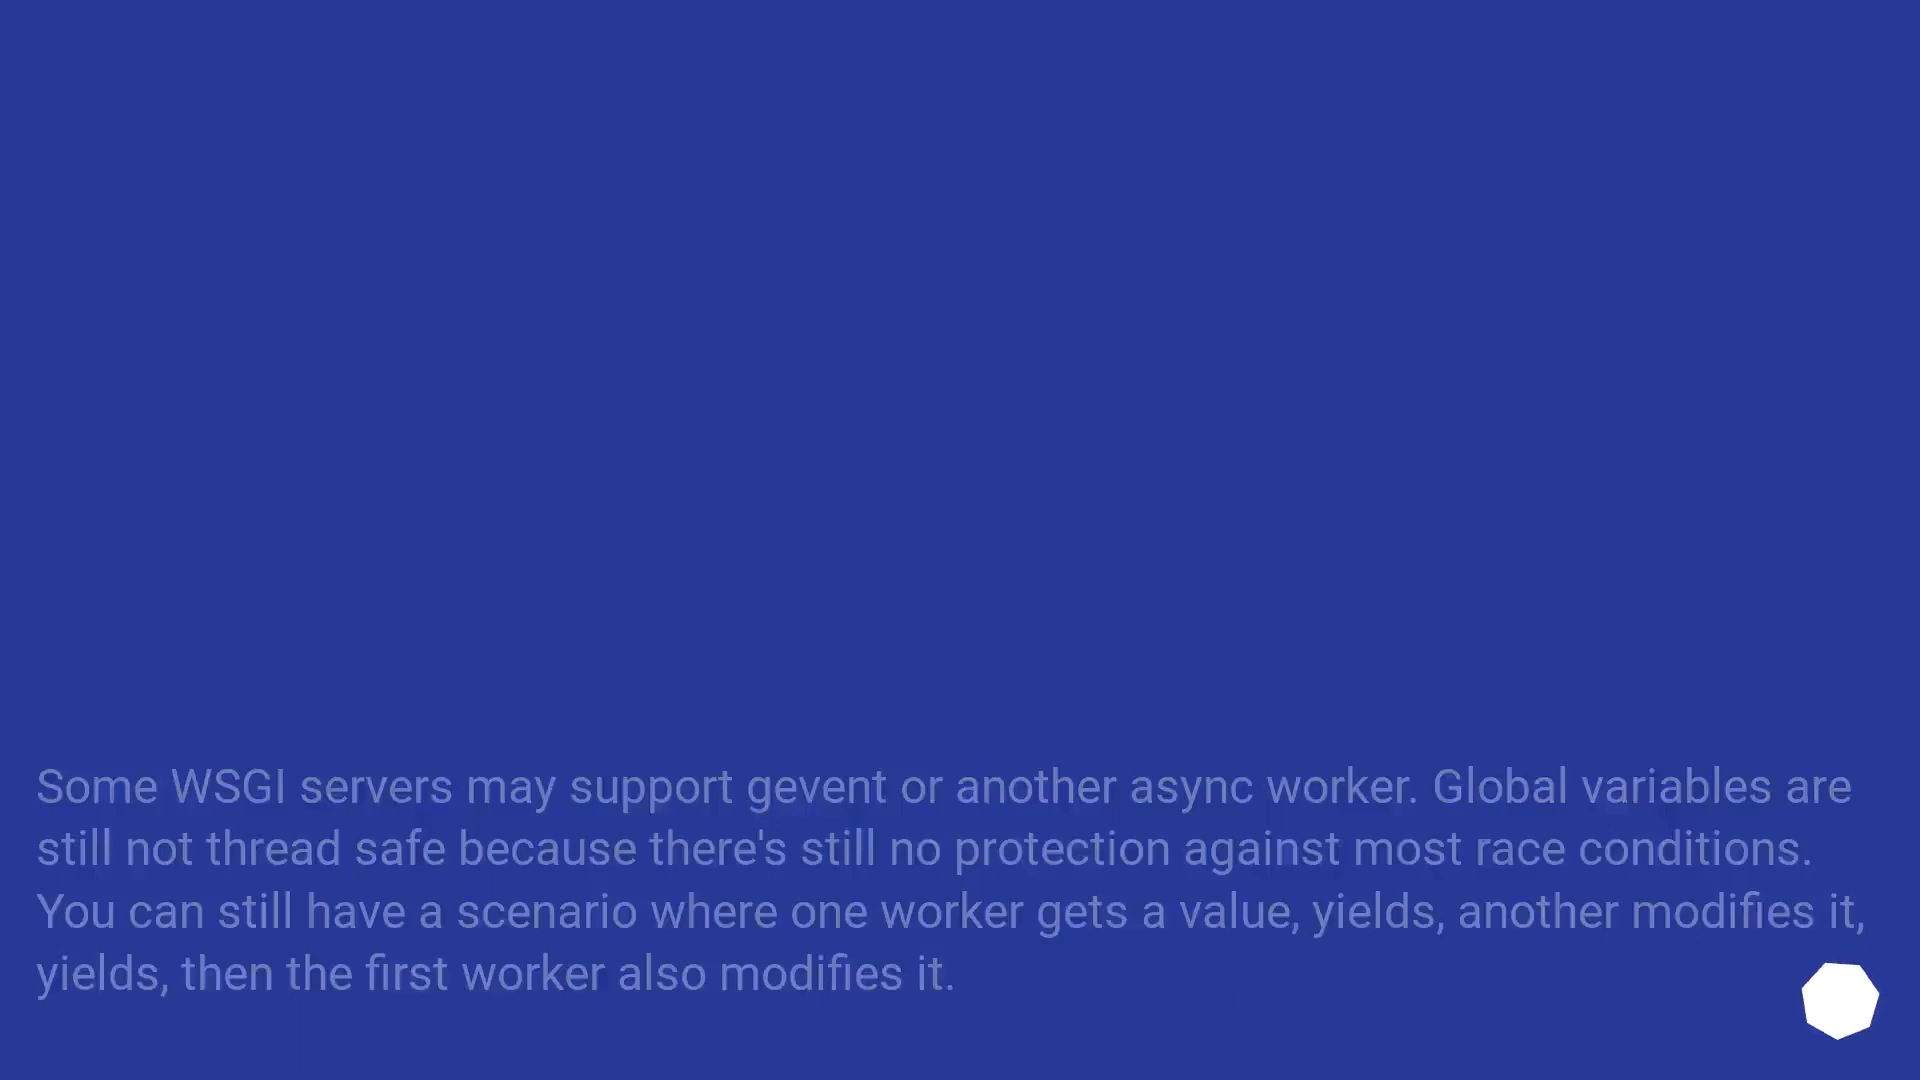 Some WSGI servers may support gevent or another async worker. Global variables are
still not thread safe because there's still no protection against most race conditions.
You can still have a scenario where one worker gets a value, yields, another modifies it,
yields, then the first worker also modifies it.